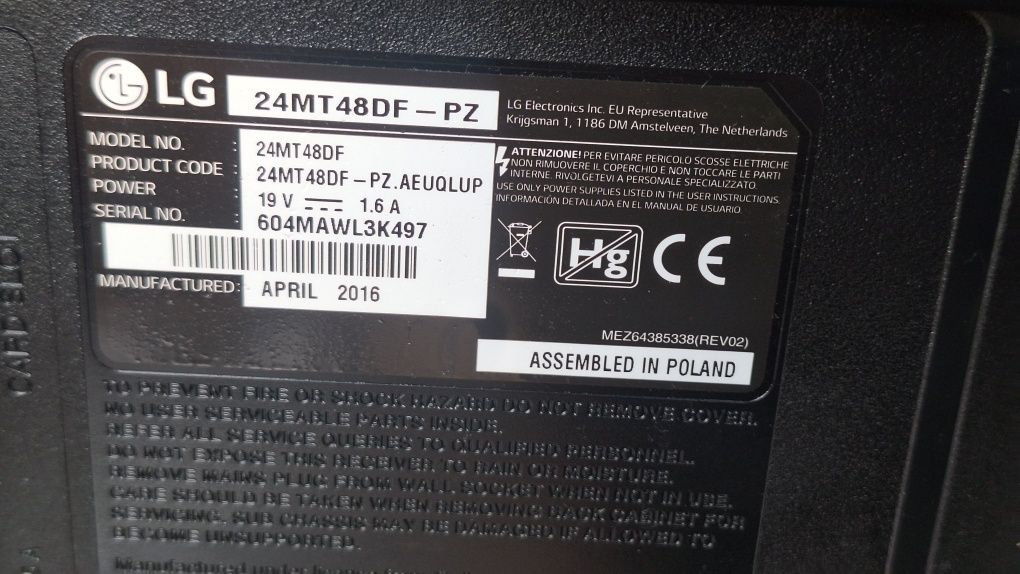 LG 24MT48DF-PZ
LG Electronics Inc. EU Representative
Krijgsman 1, 1186 DM Amstelveen, The Netherlands
MODEL NO. : 24MT48DF
PRODUCT CODE : 24MT48DF-PZ.AEUQLUP
POWER : 19 V ⎓ 1.6 A
SERIAL NO. : 604MAWL3K497
MANUFACTURED: APRIL 2016
ATTENZIONE! PER EVITARE PERICOLO SCOSSE ELETTRICHE
NON RIMUOVERE IL COPERCHIO E NON TOCCARE LE PARTI
INTERNE. RIVOLGETEVI A PERSONALE SPECIALIZZATO.
USE ONLY POWER SUPPLIES LISTED IN THE USER INSTRUCTIONS.
INFORMACIÓN DETALLADA EN EL MANUAL DE USUARIO
Hg CE
MEZ64385338(REV02)
ASSEMBLED IN POLAND
TO PREVENT FIRE OR SHOCK HAZARD DO NOT REMOVE COVER.
NO USER SERVICEABLE PARTS INSIDE.
REFER ALL SERVICE QUERIES TO QUALIFIED PERSONNEL.
DO NOT EXPOSE THIS RECEIVER TO RAIN OR MOISTURE.
REMOVE MAINS PLUG FROM WALL SOCKET WHEN NOT IN USE.
CARE SHOULD BE TAKEN WHEN REMOVING BACK CABINET FOR
SERVICING. SUB CHASSIS MAY BE DAMAGED IF ALLOWED TO
BECOME UNSUPPORTED.
Manufactured under license from
CARD SLOT